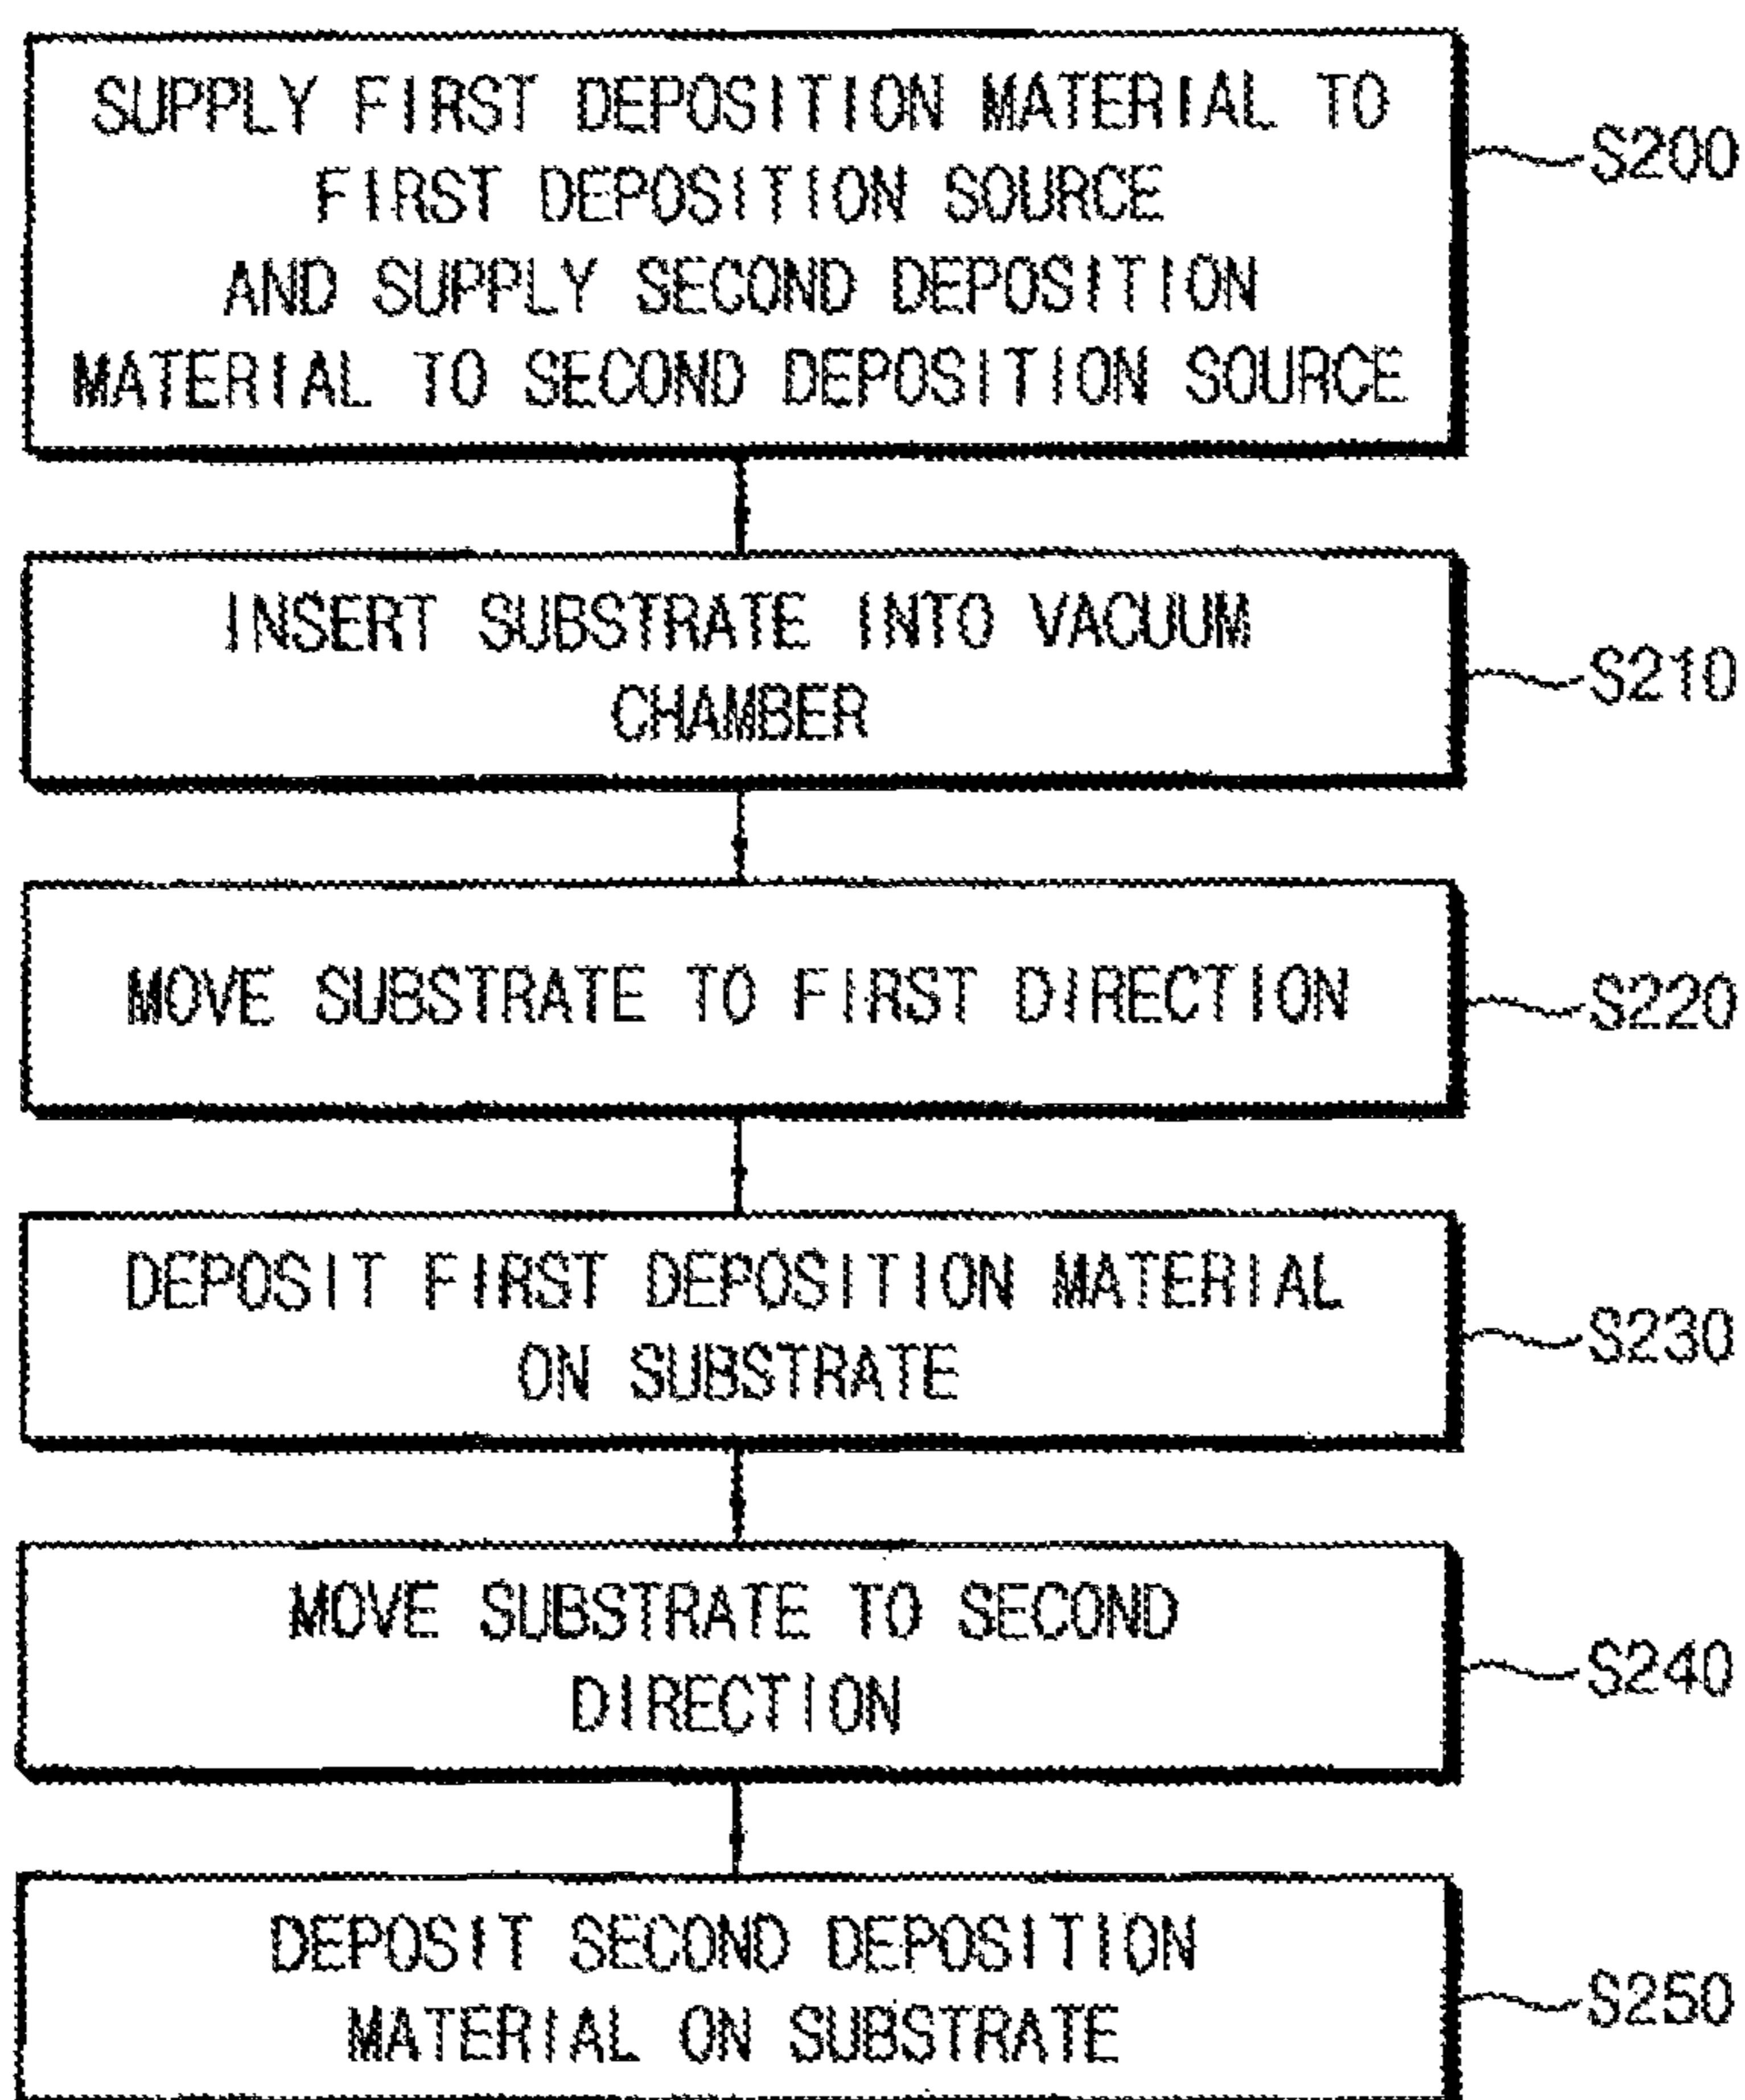 SUPPLY FIRST DEPOSITION MATERIAL TO
FIRST DEPOSITION SOURCE
AND SUPPLY SECOND DEPOSITION
MATERIAL TO SECOND DEPOSITION SOURCE
S200
INSERT SUBSTRATE INTO VACUUM
CHAMBER
S210
MOVE SUBSTRATE TO FIRST DIRECTION
S220
DEPOSIT FIRST DEPOSITION MATERIAL
ON SUBSTRATE
S230
MOVE SUBSTRATE TO SECOND
DIRECTION
S240
DEPOSIT SECOND DEPOSITION
MATERIAL ON SUBSTRATE
S250